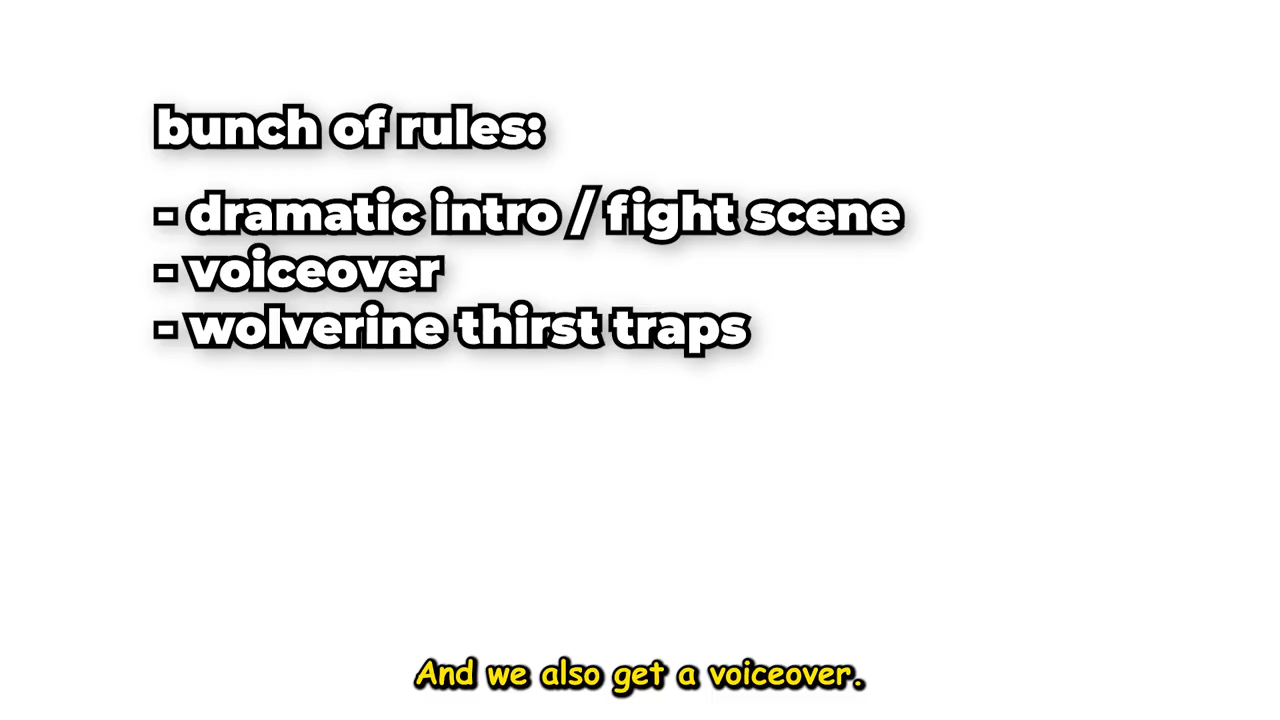 bunch of rules:
- dramatic intro / fight scene
- voiceover
- wolverine thirst traps
And we also get a voiceover.